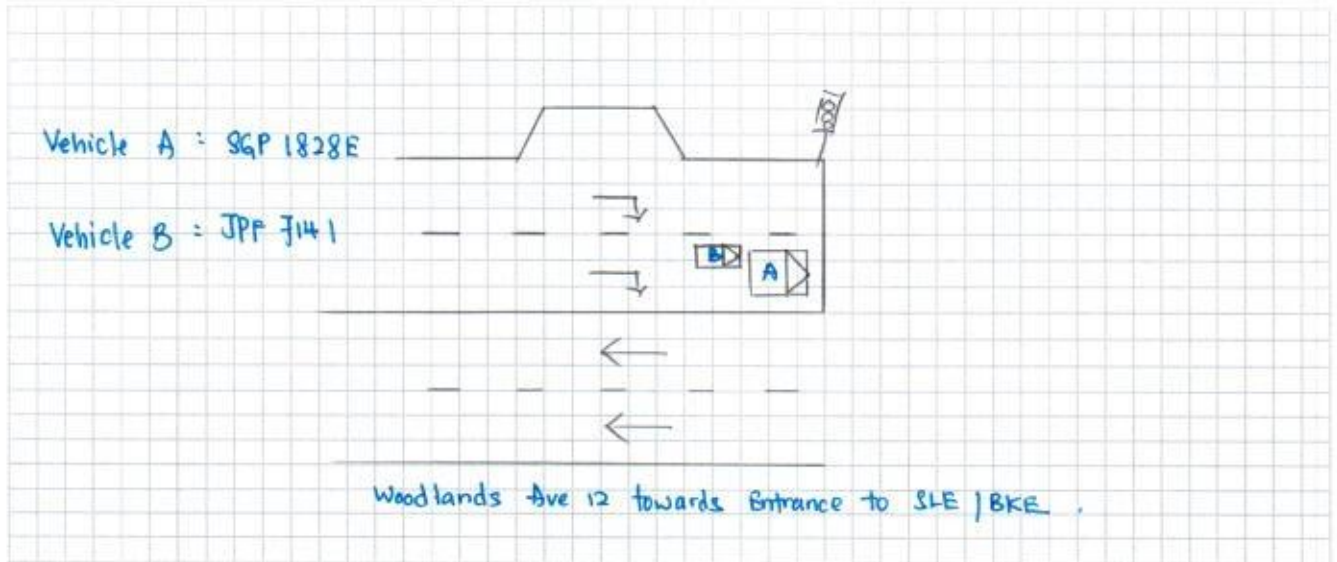 Vehicle A : SGP 1828E
Vehicle B : JPF 7141
B
A
Woodlands Ave 12 towards Entrance to SLE / BKE .